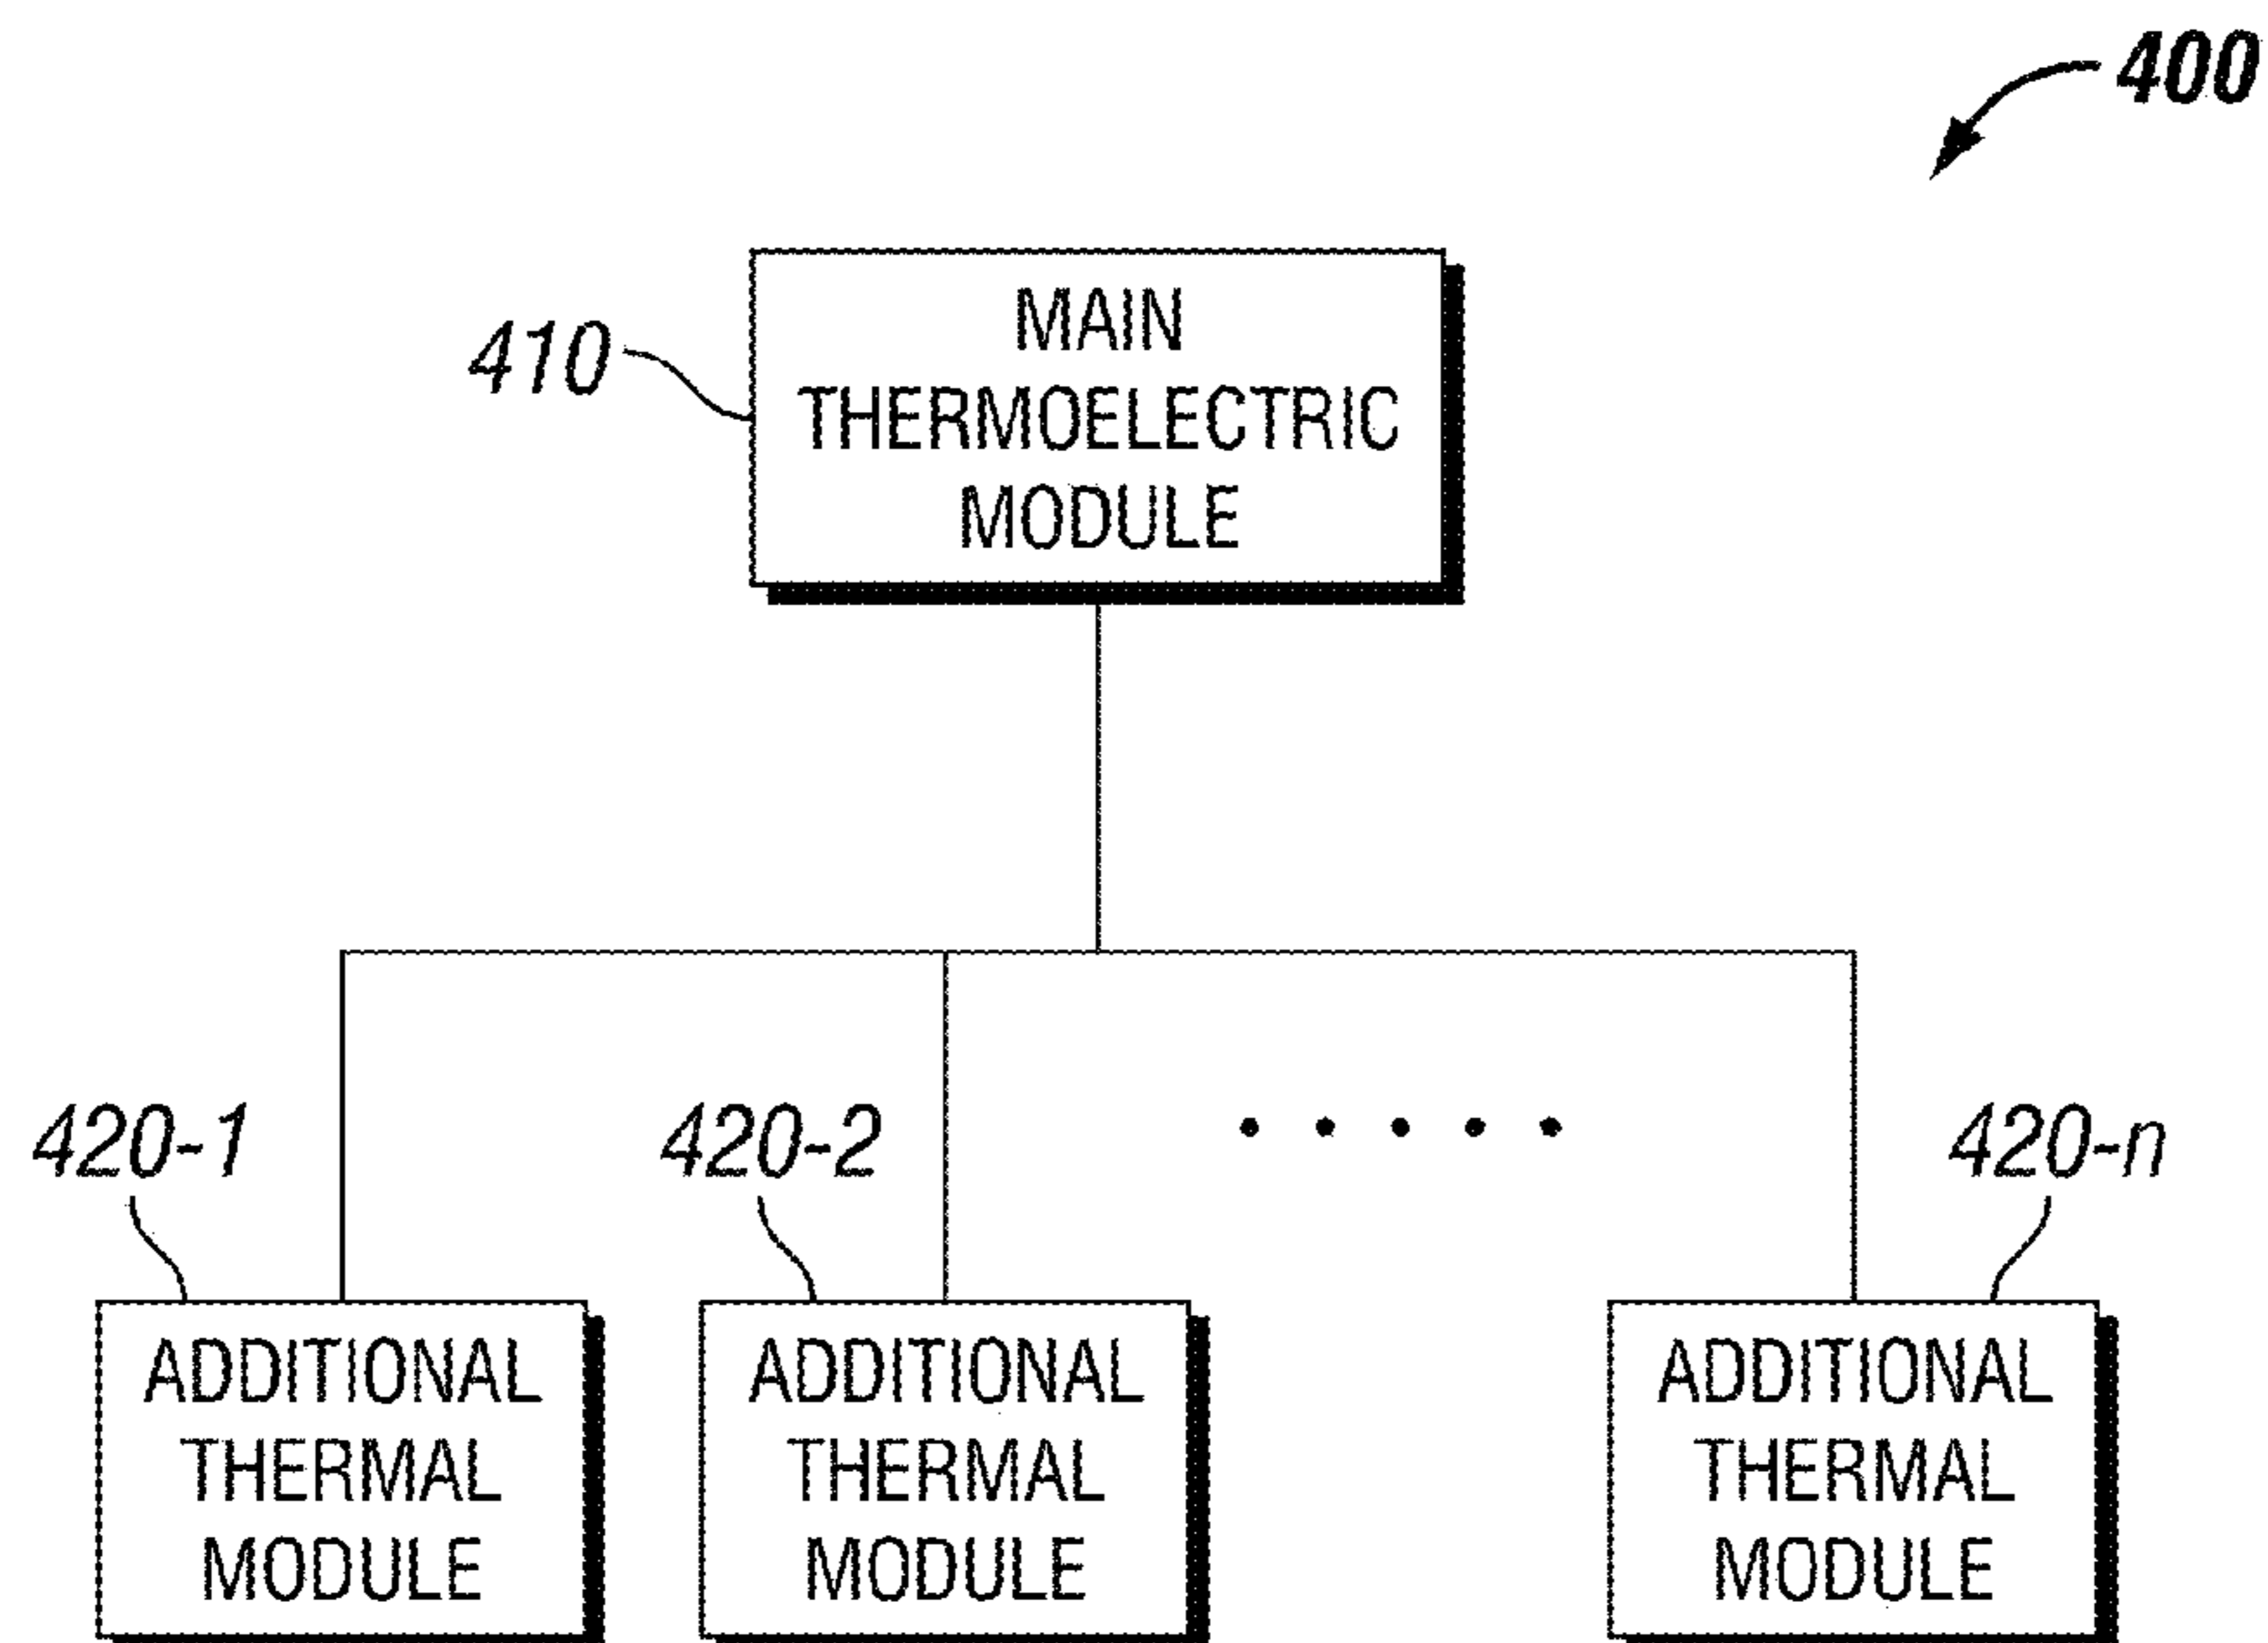 400
410
MAIN
THERMOELECTRIC
MODULE
420-1
420-2
420-n
ADDITIONAL
THERMAL
MODULE
ADDITIONAL
THERMAL
MODULE
ADDITIONAL
THERMAL
MODULE